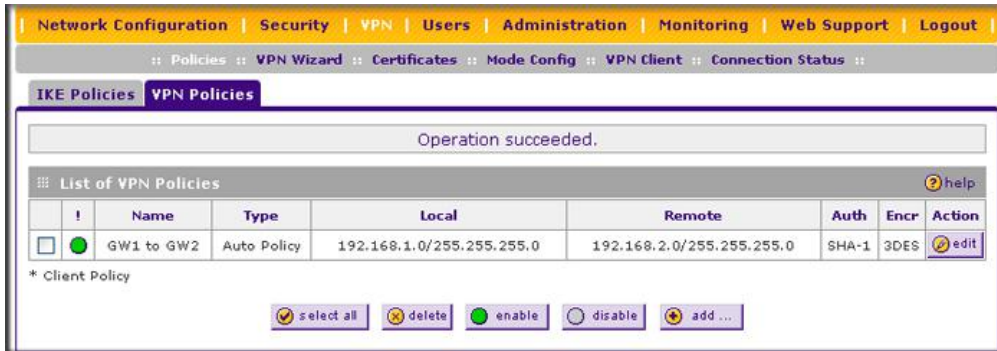 | Network Configuration | Security | VPN | Users | Administration | Monitoring | Web Support | Logout |
:: Policies :: VPN Wizard :: Certificates :: Mode Config :: VPN Client :: Connection Status ::
IKE Policies VPN Policies
Operation succeeded.
List of VPN Policies ? help
! Name Type Local Remote Auth Encr Action
GW1 to GW2 Auto Policy 192.168.1.0/255.255.255.0 192.168.2.0/255.255.255.0 SHA-1 3DES edit
* Client Policy
select all delete enable disable add ...